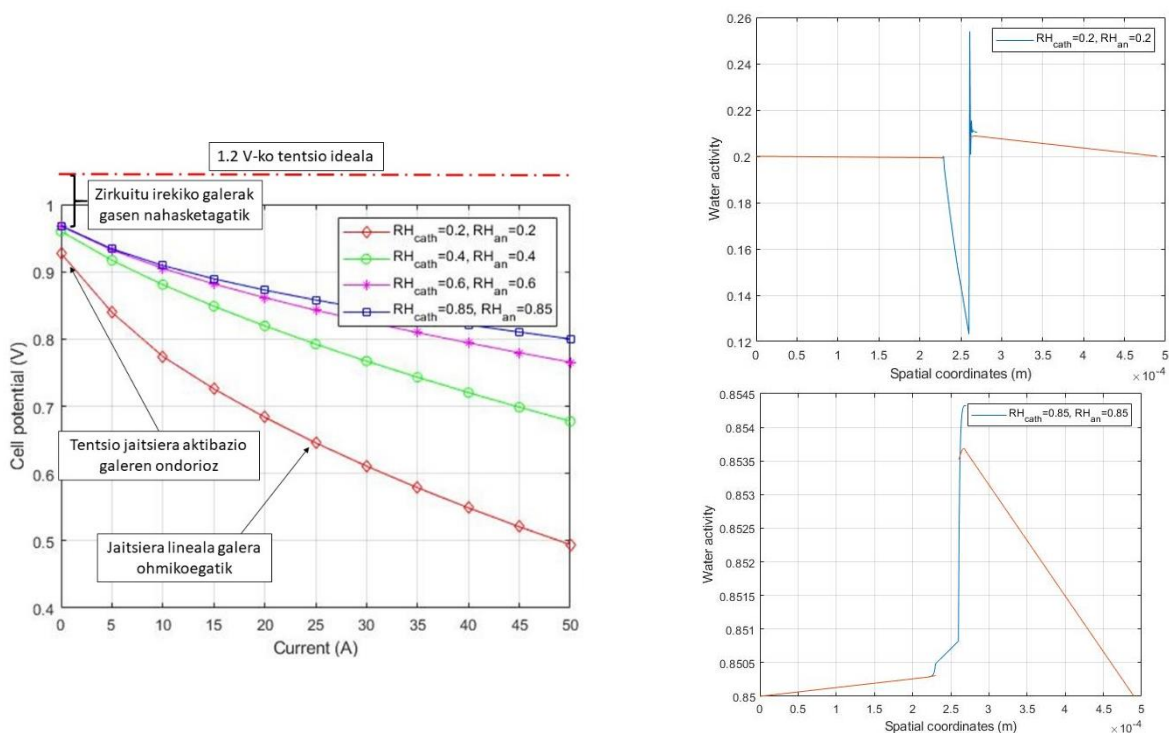 1.2 V-ko tentsio ideala
Zirkuitu irekiko galerak
gasen nahasketagatik
1
0.9
0.8
0.7
0.6
0.5
0.4
Cell potential (V)
RHcath=0.2, RHan=0.2
RHcath=0.4, RHan=0.4
RHcath=0.6, RHan=0.6
RHcath=0.85, RHan=0.85
Tentsio jaitsiera aktibazio
galeren ondorioz
Jaitsiera lineala galera
ohmikoegatik
0 5 10 15 20 25 30 35 40 45 50
Current (A)
0.26
0.24
0.22
0.2
0.18
0.16
0.14
0.12
Water activity
RHcath=0.2, RHan=0.2
0 0.5 1 1.5 2 2.5 3 3.5 4 4.5 5
Spatial coordinates (m)
×10⁻⁴
0.8545
0.854
0.8535
0.853
0.8525
0.852
0.8515
0.851
0.8505
0.85
Water activity
RHcath=0.85, RHan=0.85
0 0.5 1 1.5 2 2.5 3 3.5 4 4.5 5
Spatial coordinates (m)
×10⁻⁴